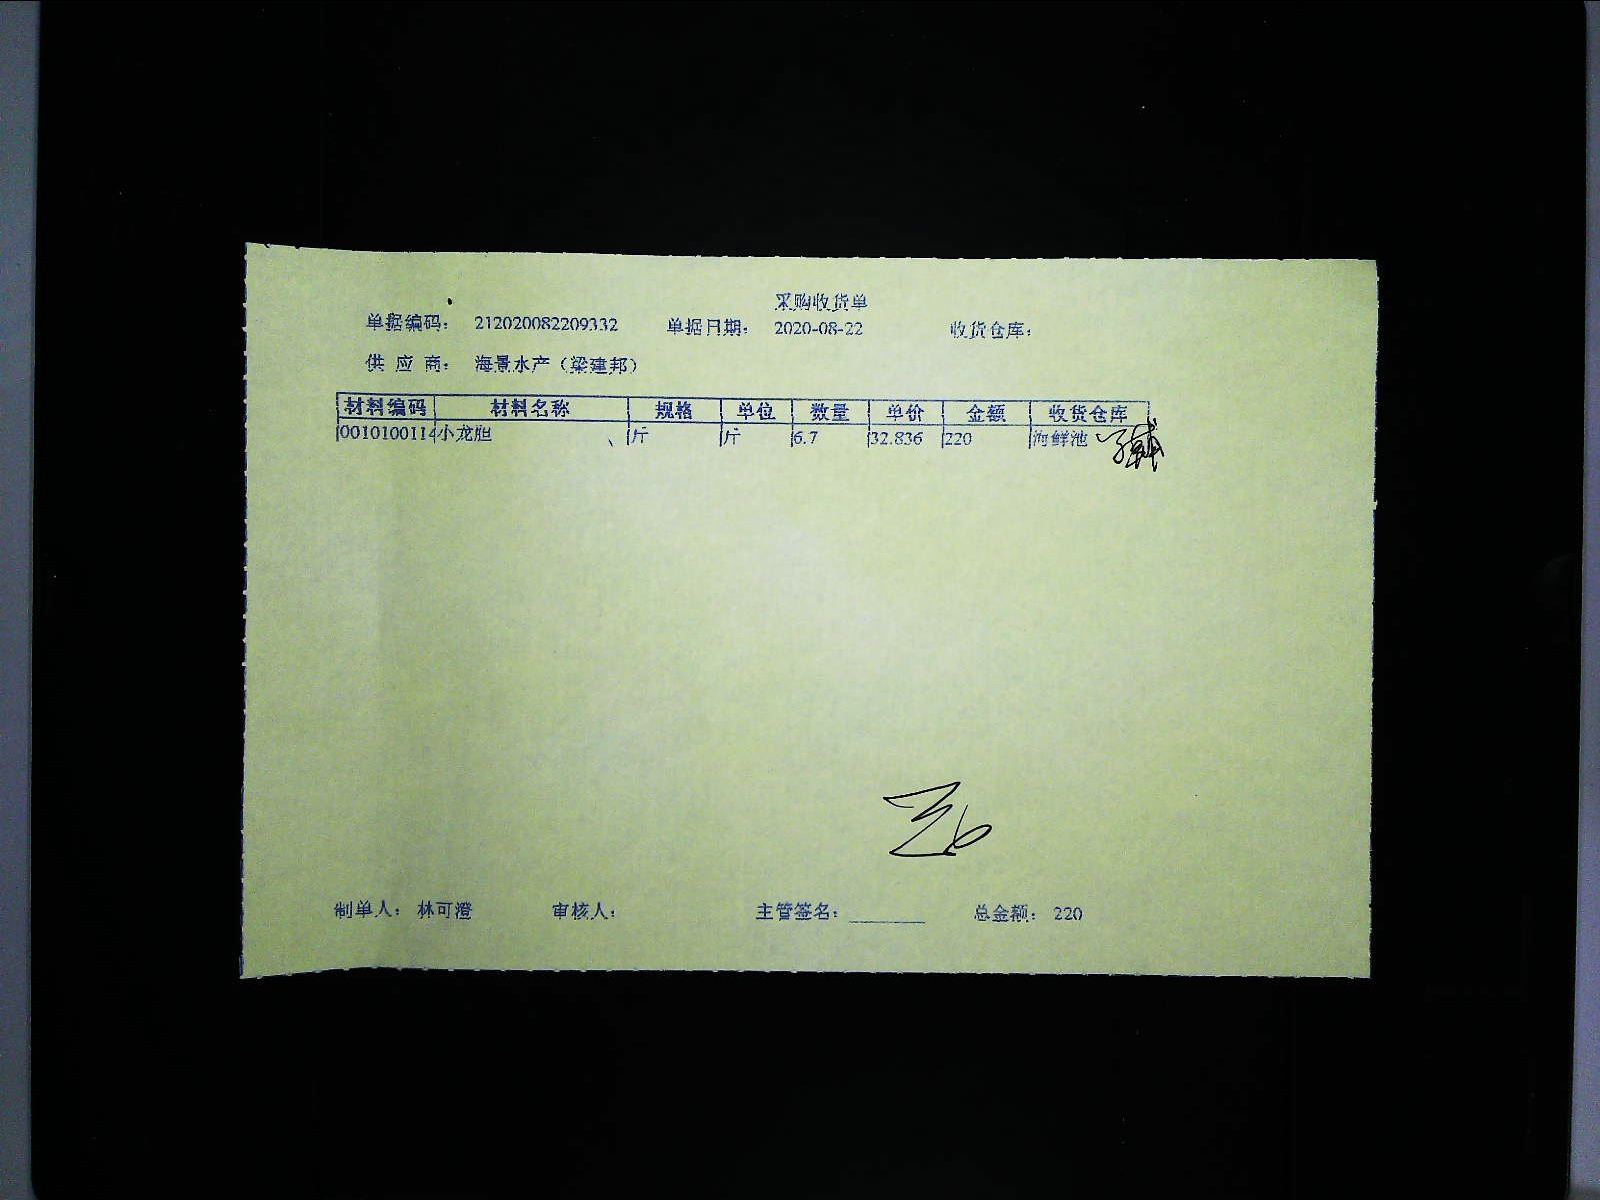 采购收货单
单据编码： 212020082209332 单据日期： 2020-08-22 收货仓库：
供 应 商： 海景水产（梁建邦）
材料编码 材料名称 规格 单位 数量 单价 金额 收货仓库
0010100114 小龙胆 斤 斤 6.7 32.836 220 海鲜池
制单人： 林可澄 审核人： 主管签名： 总金额： 220